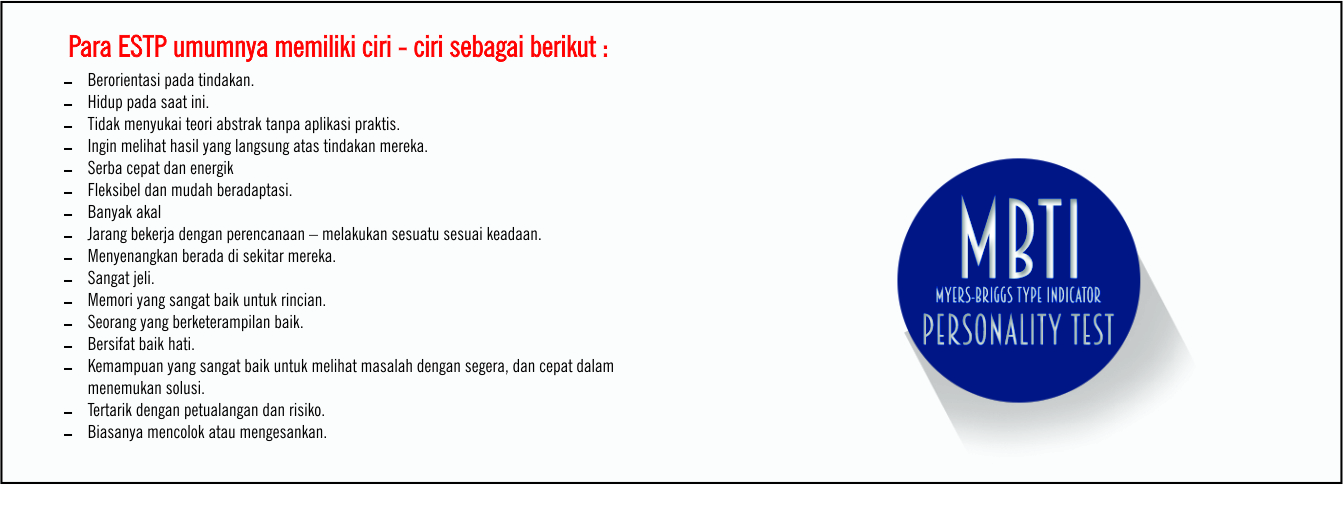 Para ESTP umumnya memiliki ciri - ciri sebagai berikut :
– Berorientasi pada tindakan.
– Hidup pada saat ini.
– Tidak menyukai teori abstrak tanpa aplikasi praktis.
– Ingin melihat hasil yang langsung atas tindakan mereka.
– Serba cepat dan energik
– Fleksibel dan mudah beradaptasi.
– Banyak akal
– Jarang bekerja dengan perencanaan – melakukan sesuatu sesuai keadaan.
– Menyenangkan berada di sekitar mereka.
– Sangat jeli.
– Memori yang sangat baik untuk rincian.
– Seorang yang berketerampilan baik.
– Bersifat baik hati.
– Kemampuan yang sangat baik untuk melihat masalah dengan segera, dan cepat dalam
menemukan solusi.
– Tertarik dengan petualangan dan risiko.
– Biasanya mencolok atau mengesankan.
MBTI
MYERS-BRIGGS TYPE INDICATOR
PERSONALITY TEST